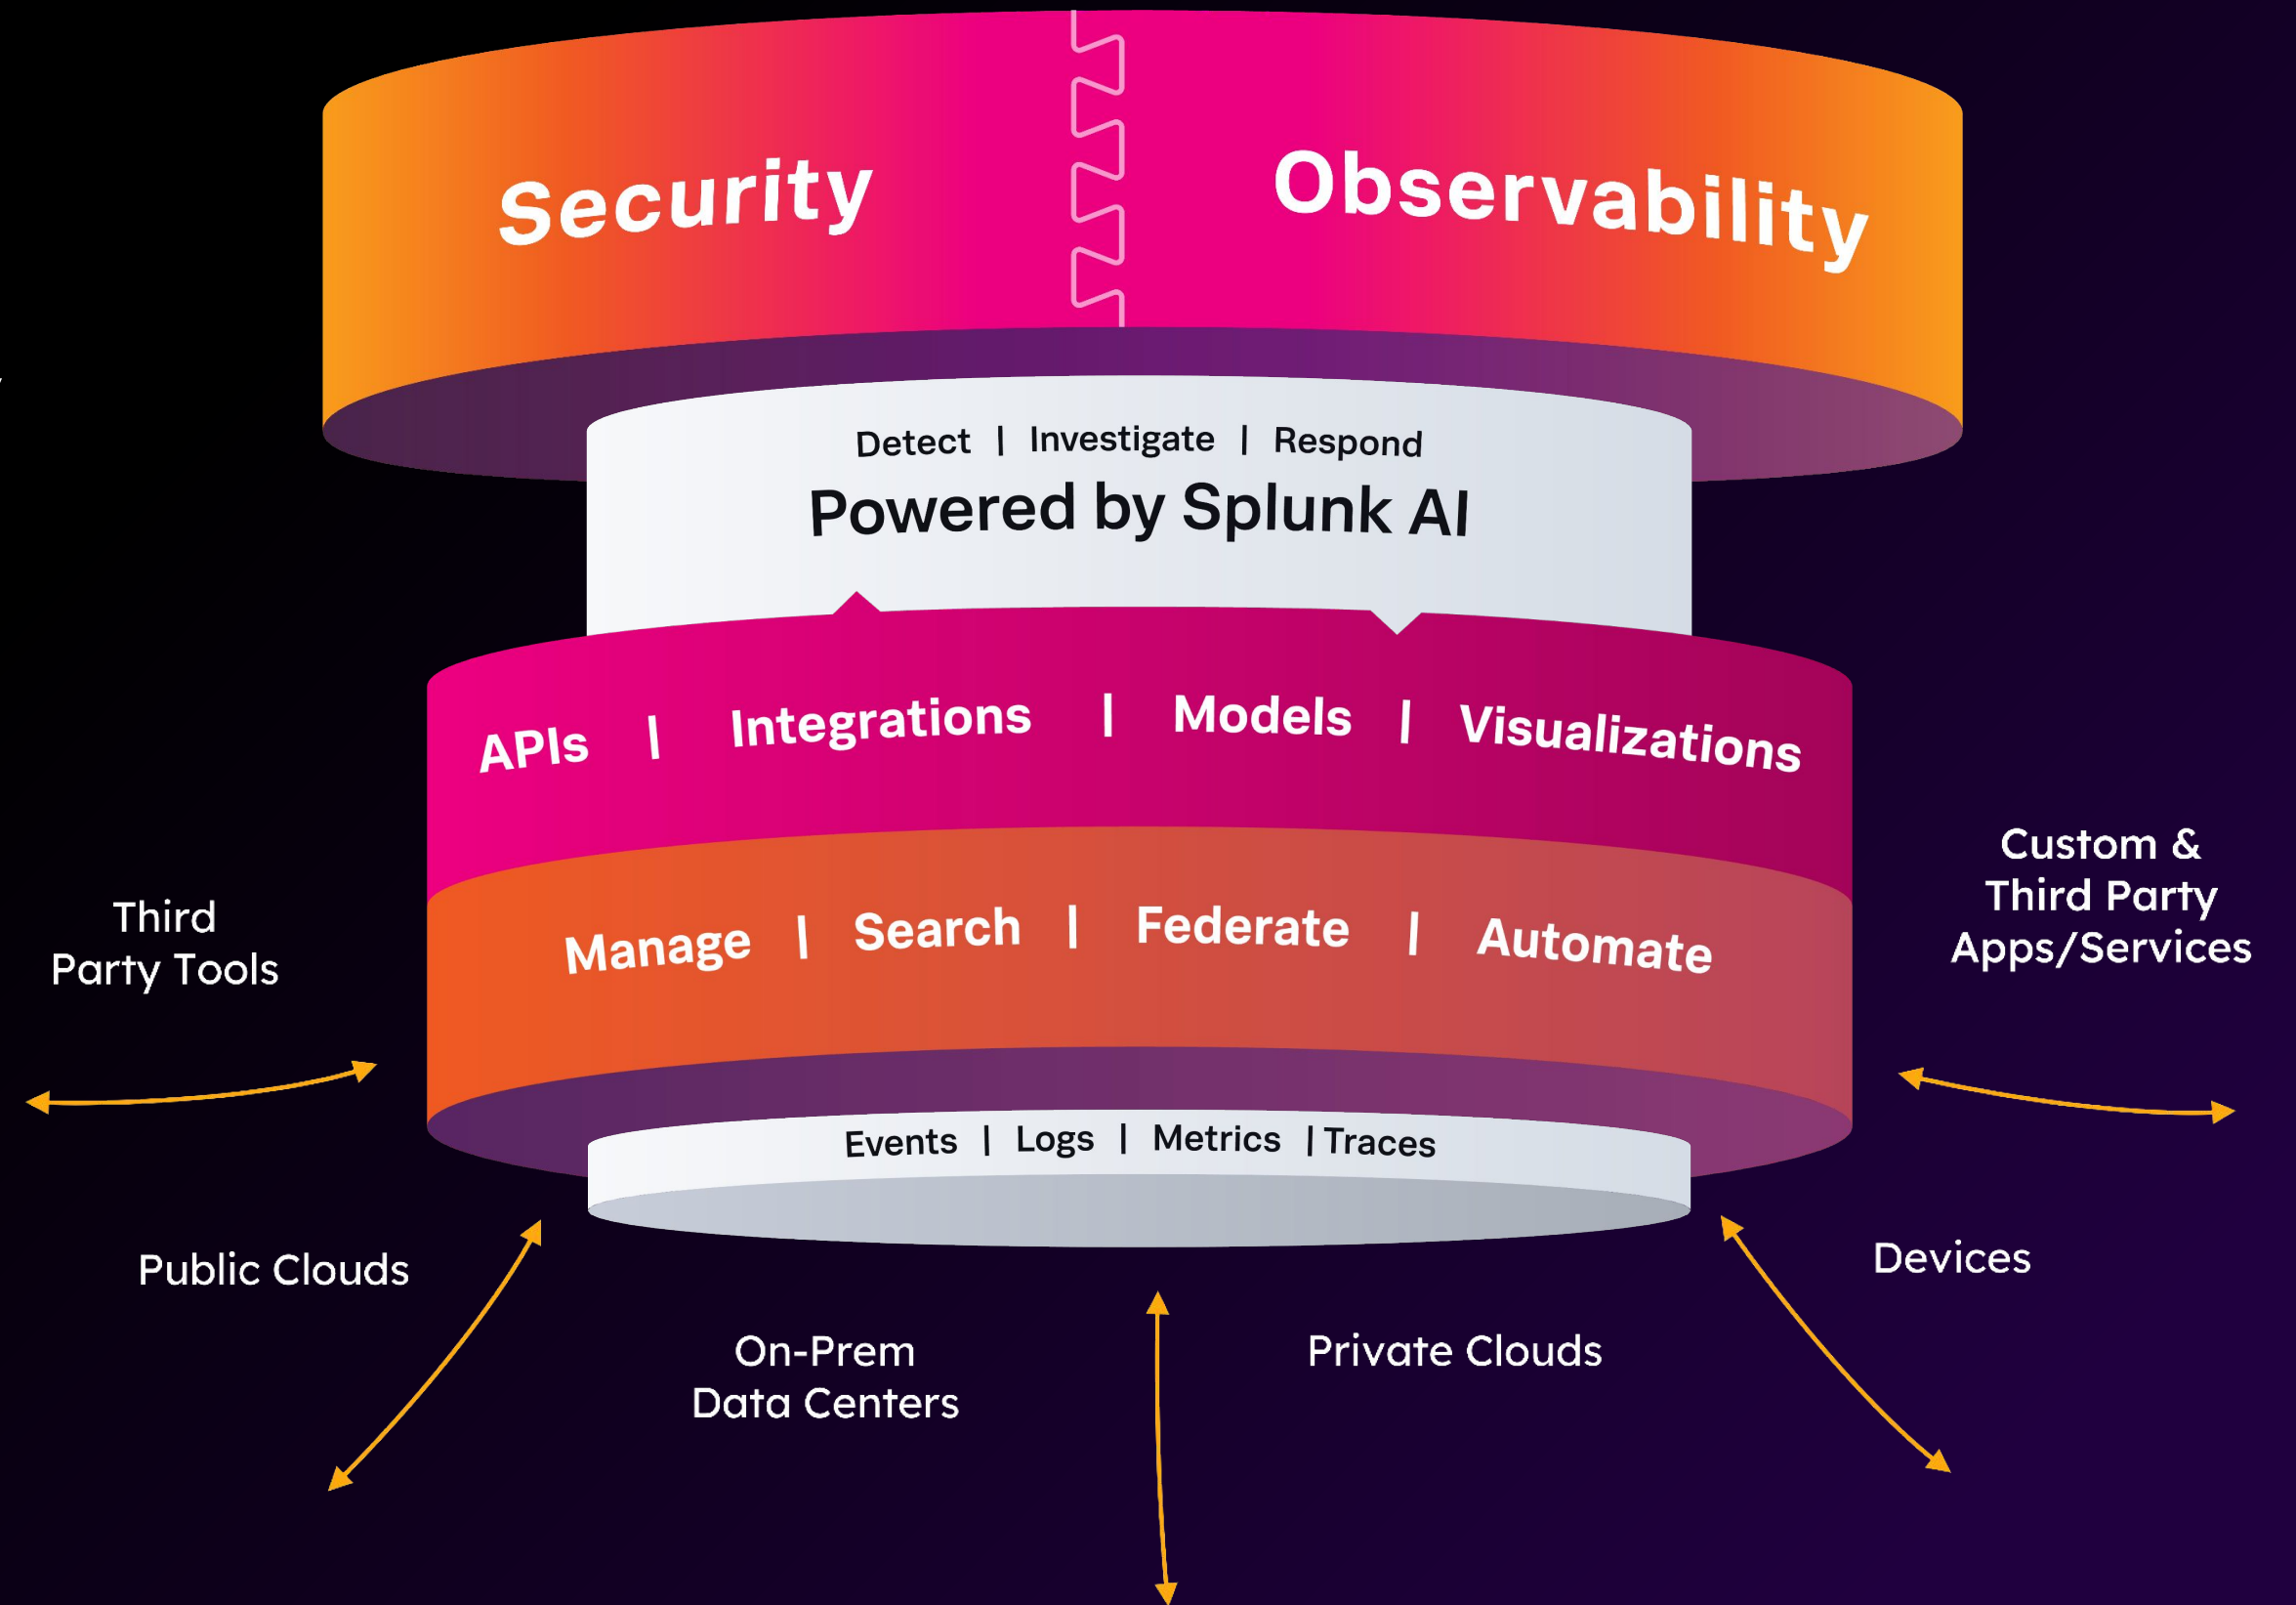 Security
Observability
Detect | Investigate | Respond
Powered by Splunk AI
APIs | Integrations | Models | Visualizations
Manage | Search | Federate | Automate
Events | Logs | Metrics | Traces
Third
Party Tools
Custom &
Third Party
Apps/Services
Public Clouds
On-Prem
Data Centers
Private Clouds
Devices